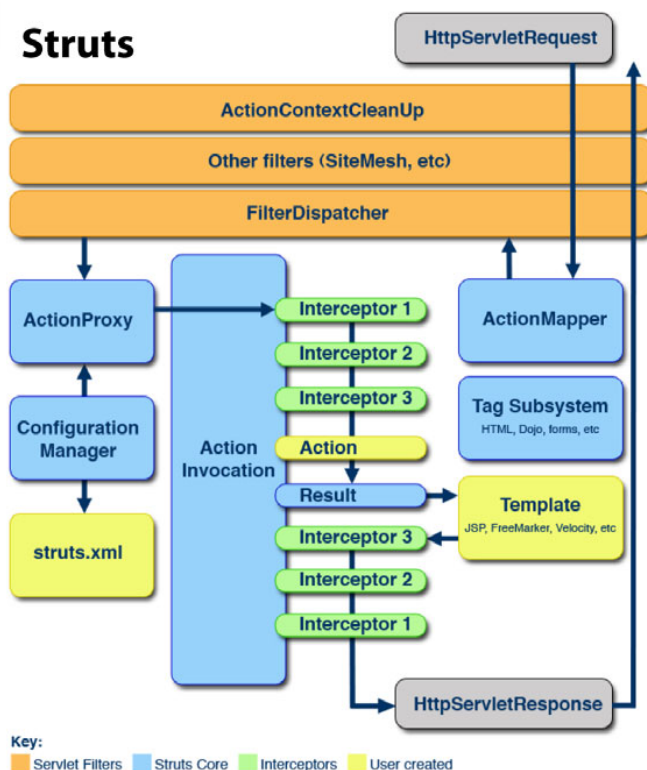 Struts
HttpServletRequest
ActionContextCleanUp
Other filters (SiteMesh, etc)
FilterDispatcher
ActionProxy
Interceptor 1
ActionMapper
Interceptor 2
Interceptor 3
Tag Subsystem
HTML, Dojo, forms, etc
Configuration
Manager
Action
Invocation
Action
Result
Template
JSP, FreeMarker, Velocity, etc
struts.xml
Interceptor 3
Interceptor 2
Interceptor 1
HttpServletResponse
Key:
Servlet Filters
Struts Core
Interceptors
User created